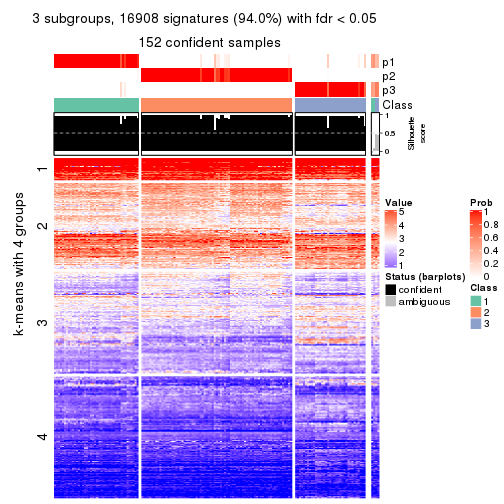 3 subgroups, 16908 signatures (94.0%) with fdr < 0.05
152 confident samples
p1
p2
p3
Class
1
0.5
0
Silhouette
score
k-means with 4 groups
1
2
3
4
Value
5
4
3
2
1
Status (barplots)
confident
ambiguous
Prob
1
0.8
0.6
0.4
0.2
0
Class
1
2
3